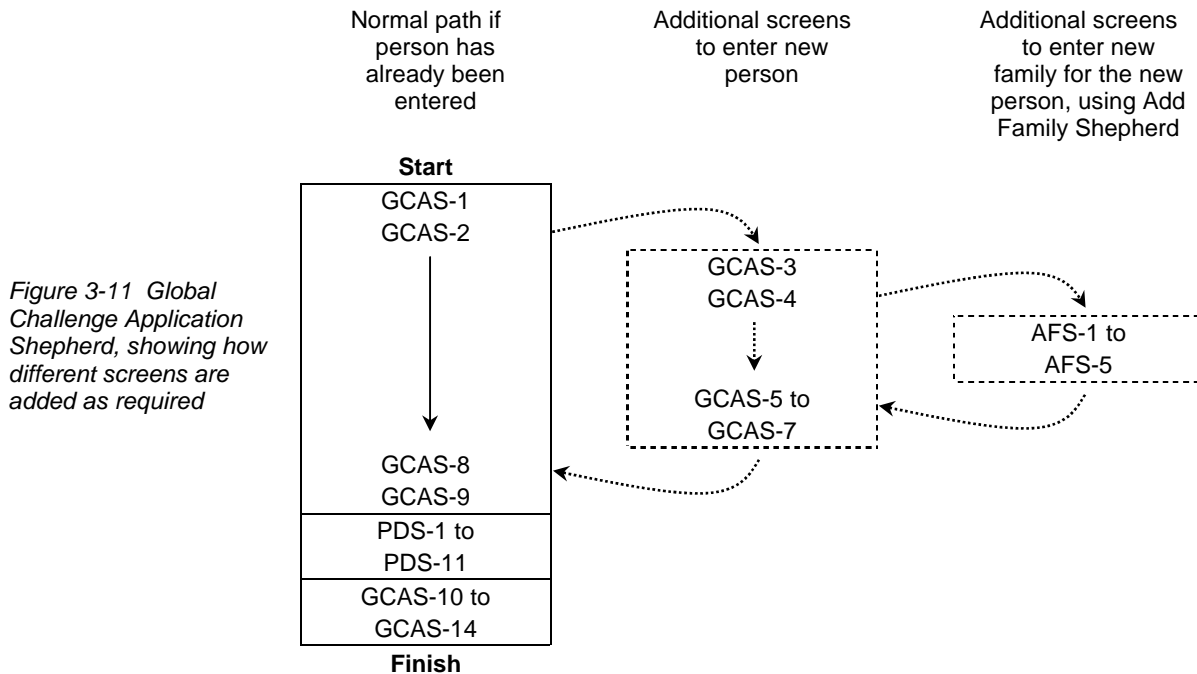 Normal path if
person has
already been
entered
Additional screens
to enter new
person
Additional screens
to enter new
family for the new
person, using Add
Family Shepherd
Start
GCAS-1
GCAS-2
GCAS-8
GCAS-9
PDS-1 to
PDS-11
GCAS-10 to
GCAS-14
Finish
GCAS-3
GCAS-4
GCAS-5 to
GCAS-7
AFS-1 to
AFS-5
Figure 3-11 Global
Challenge Application
Shepherd, showing how
different screens are
added as required